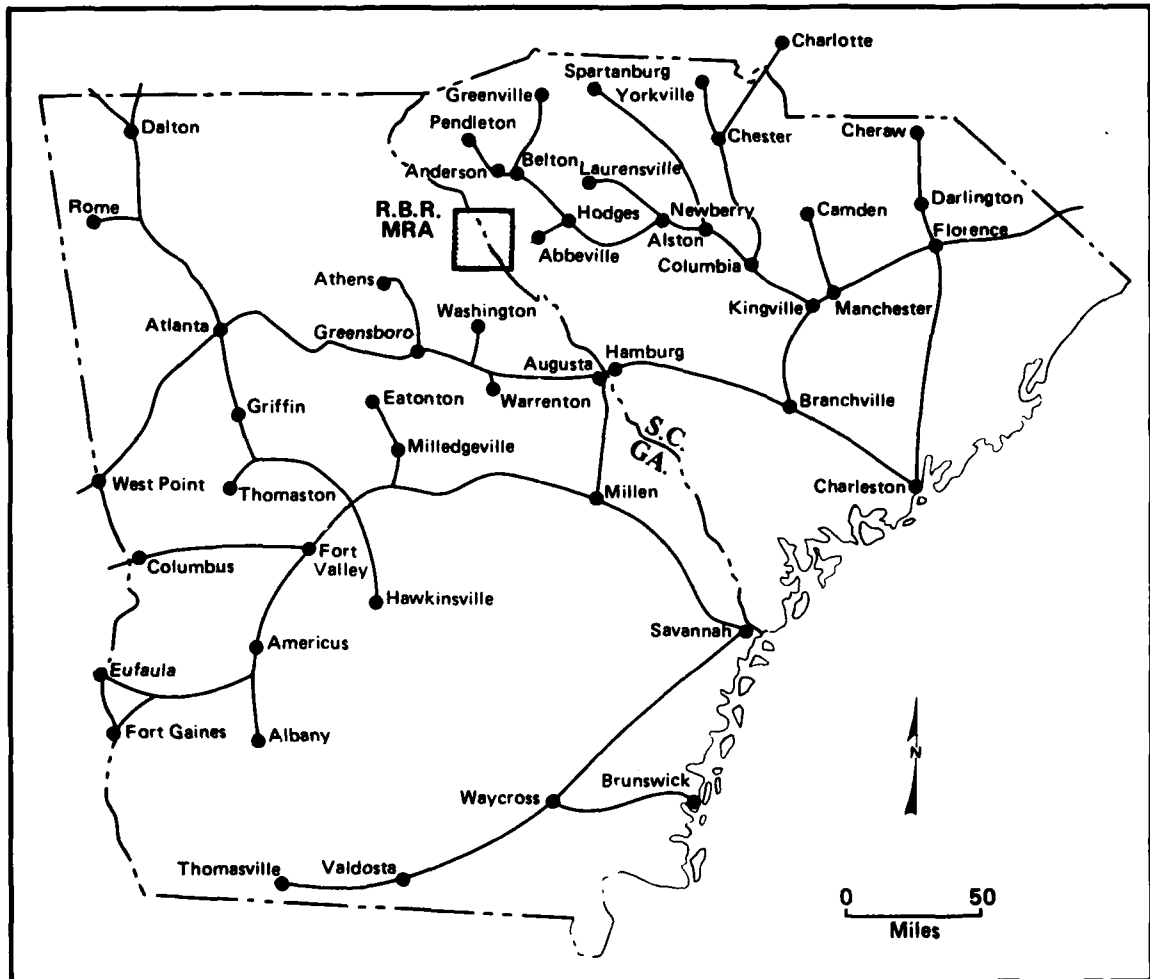 Charlotte
Spartanburg
Yorkville
Greenville
Dalton
Pendleton
Chester
Cheraw
Belton
Anderson
Laurensville
Rome
R.B.R.
MRA
Hodges
Newberry
Camden
Darlington
Alston
Florence
Abbeville
Columbia
Athens
Washington
Kingville
Manchester
Atlanta
Greensboro
Augusta
Hamburg
Eatonton
Warrenton
Branchville
Griffin
Milledgeville
S.C.
GA.
West Point
Thomaston
Millen
Charleston
Columbus
Fort
Valley
Hawkinsville
Savannah
Americus
Eufaula
Fort Gaines
Albany
N
Brunswick
Waycross
Thomasville
Valdosta
0 50
Miles